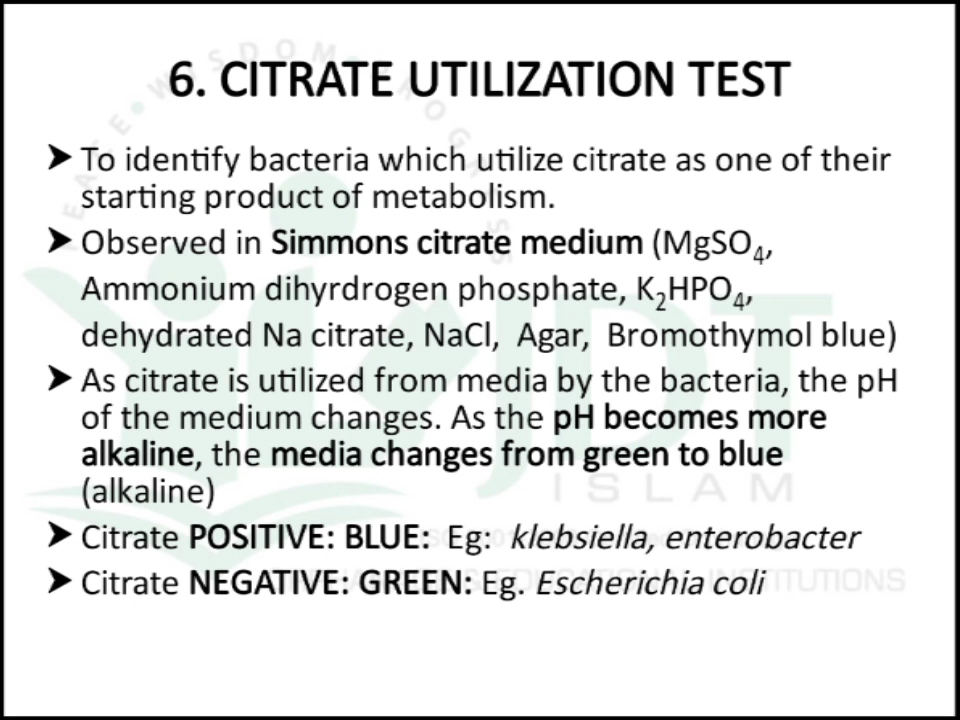 6. CITRATE UTILIZATION TEST
➤ To identify bacteria which utilize citrate as one of their
starting product of metabolism.
➤ Observed in Simmons citrate medium (MgSO₄,
Ammonium dihyrdrogen phosphate, K₂HPO₄,
dehydrated Na citrate, NaCl, Agar, Bromothymol blue)
➤ As citrate is utilized from media by the bacteria, the pH
of the medium changes. As the pH becomes more
alkaline, the media changes from green to blue
(alkaline)
➤ Citrate POSITIVE: BLUE: Eg: klebsiella, enterobacter
➤ Citrate NEGATIVE: GREEN: Eg. Escherichia coli
JDT
ISLAM